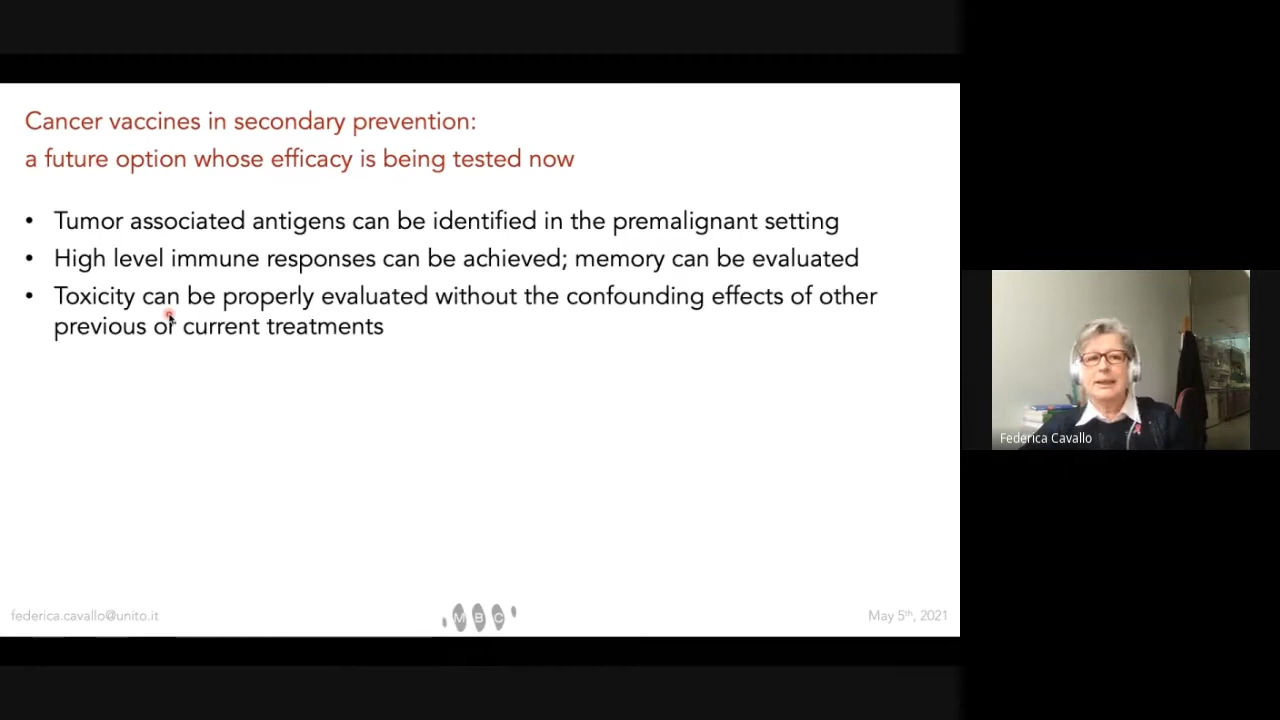 Cancer vaccines in secondary prevention:
a future option whose efficacy is being tested now
• Tumor associated antigens can be identified in the premalignant setting
• High level immune responses can be achieved; memory can be evaluated
• Toxicity can be properly evaluated without the confounding effects of other
previous or current treatments
Federica Cavallo
federica.cavallo@unito.it
MBC
May 5th, 2021